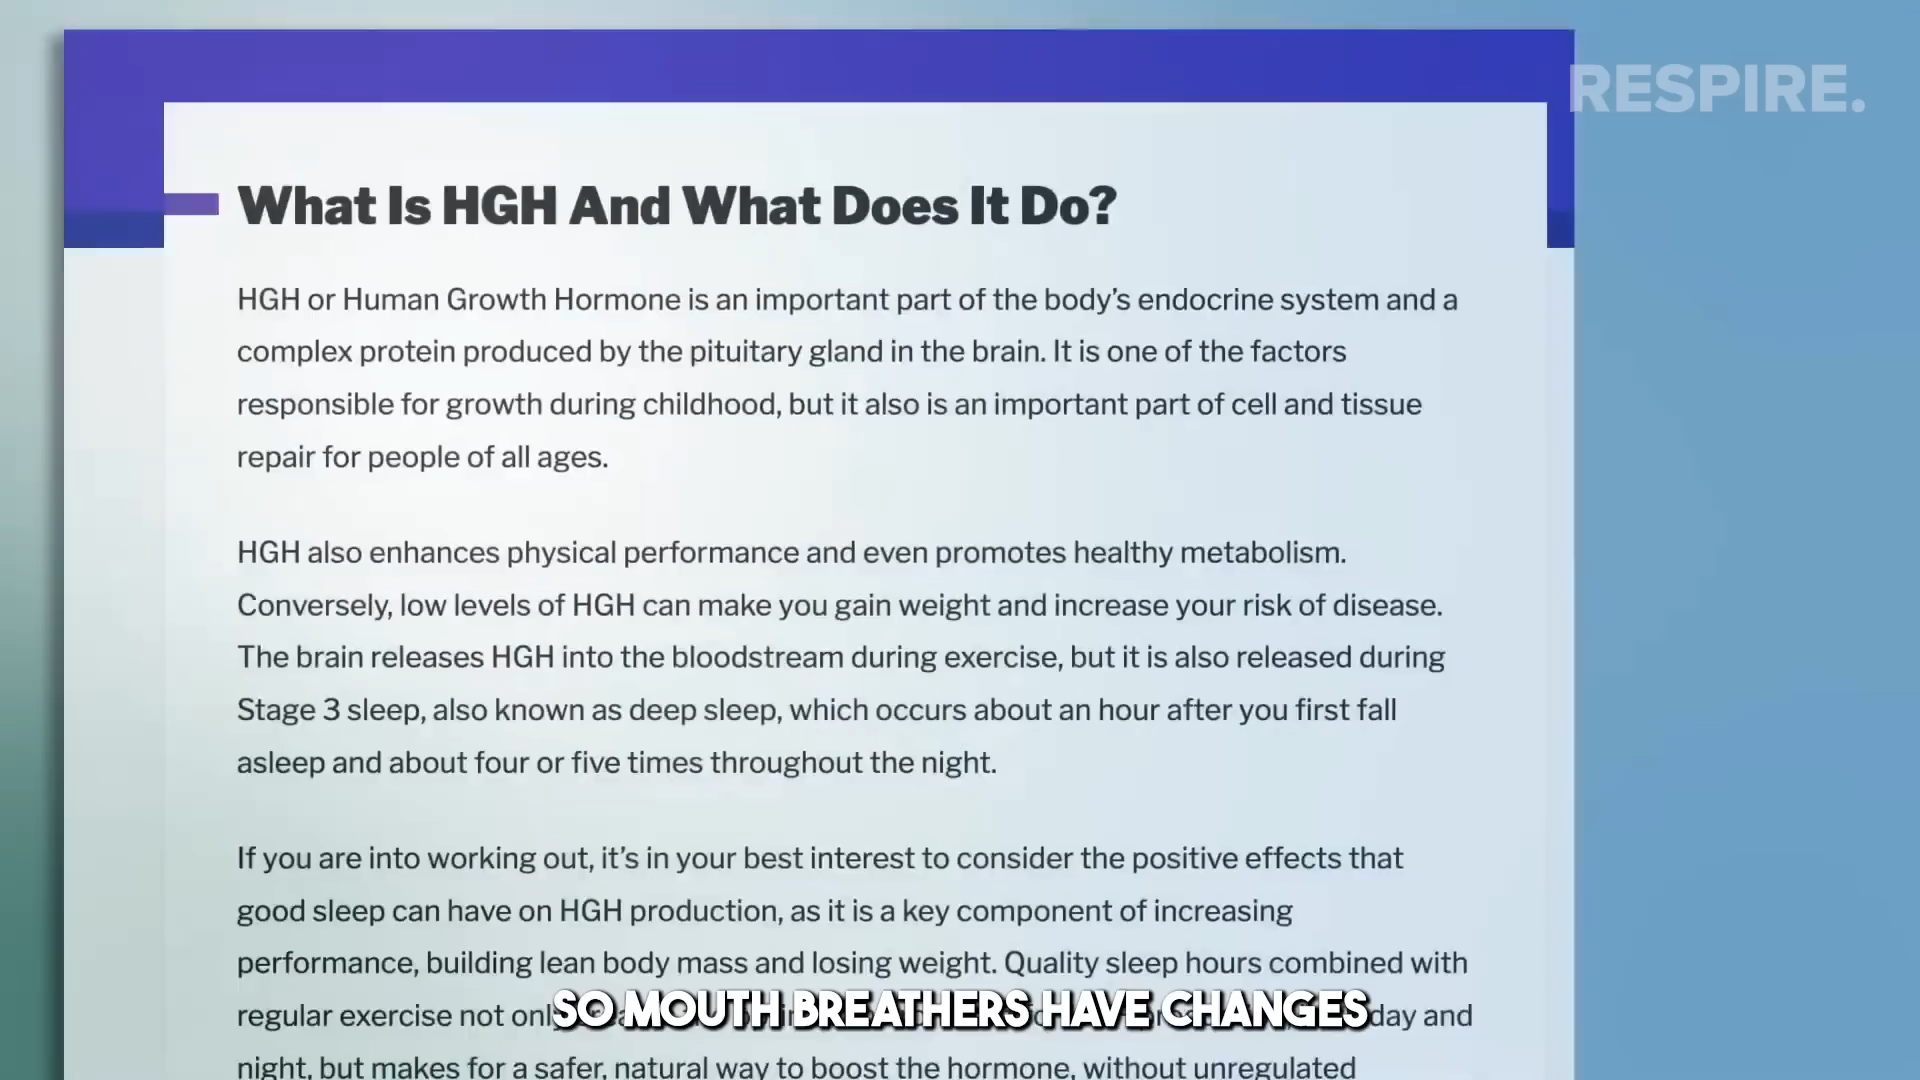 RESPIRE.
What Is HGH And What Does It Do?
HGH or Human Growth Hormone is an important part of the body's endocrine system and a
complex protein produced by the pituitary gland in the brain. It is one of the factors
responsible for growth during childhood, but it also is an important part of cell and tissue
repair for people of all ages.
HGH also enhances physical performance and even promotes healthy metabolism.
Conversely, low levels of HGH can make you gain weight and increase your risk of disease.
The brain releases HGH into the bloodstream during exercise, but it is also released during
Stage 3 sleep, also known as deep sleep, which occurs about an hour after you first fall
asleep and about four or five times throughout the night.
If you are into working out, it's in your best interest to consider the positive effects that
good sleep can have on HGH production, as it is a key component of increasing
performance, building lean body mass and losing weight. Quality sleep hours combined with
regular exercise not only day and
SO MOUTH BREATHERS HAVE CHANGES
night, but makes for a safer, natural way to boost the hormone, without unregulated